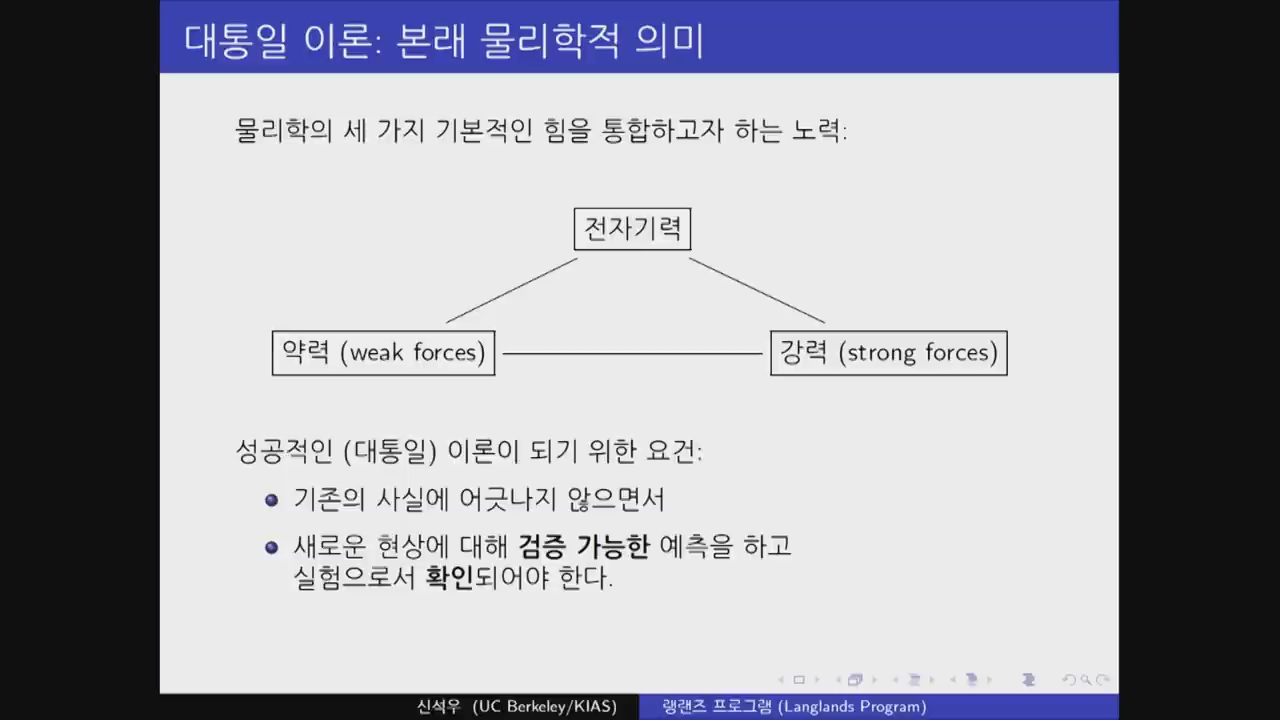 대통일 이론: 본래 물리학적 의미
물리학의 세 가지 기본적인 힘을 통합하고자 하는 노력:
전자기력
약력 (weak forces)
강력 (strong forces)
성공적인 (대통일) 이론이 되기 위한 요건:
기존의 사실에 어긋나지 않으면서
새로운 현상에 대해 검증 가능한 예측을 하고
실험으로서 확인되어야 한다.
신석우 (UC Berkeley/KIAS)
랭랜즈 프로그램 (Langlands Program)